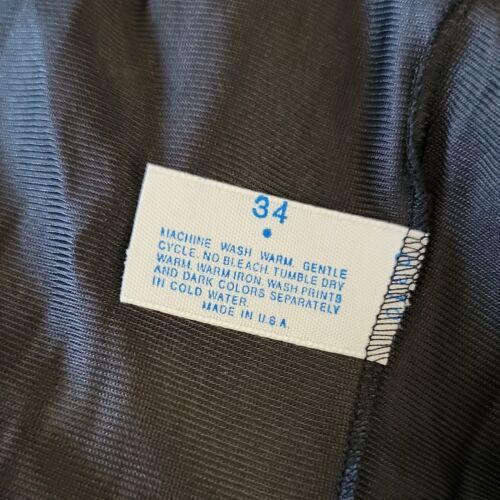 34
MACHINE WASH WARM, GENTLE
CYCLE. NO BLEACH. TUMBLE DRY
WARM. WARM IRON. WASH PRINTS
AND DARK COLORS SEPARATELY
IN COLD WATER.
MADE IN U.S.A.